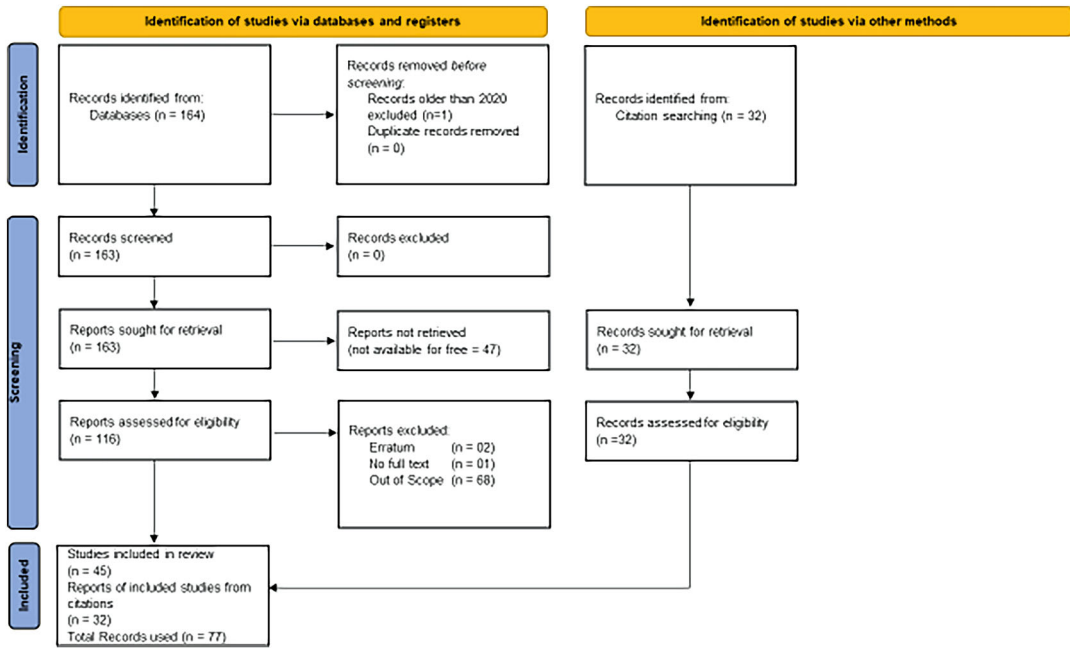 Identification of studies via databases and registers
Identification of studies via other methods
Identification
Records identified from:
Databases (n = 164)
Records removed before
screening:
Records older than 2020
excluded (n=1)
Duplicate records removed
(n = 0)
Records identified from:
Citation searching (n = 32)
Screening
Records screened
(n = 163)
Records excluded
(n = 0)
Reports sought for retrieval
(n = 163)
Reports not retrieved
(not available for free = 47)
Records sought for retrieval
(n = 32)
Reports assessed for eligibility
(n = 116)
Reports excluded:
Erratum (n = 02)
No full text (n = 01)
Out of Scope (n = 68)
Records assessed for eligibility
(n =32)
Included
Studies included in review
(n = 45)
Reports of included studies from
citations
(n = 32)
Total Records used (n = 77)